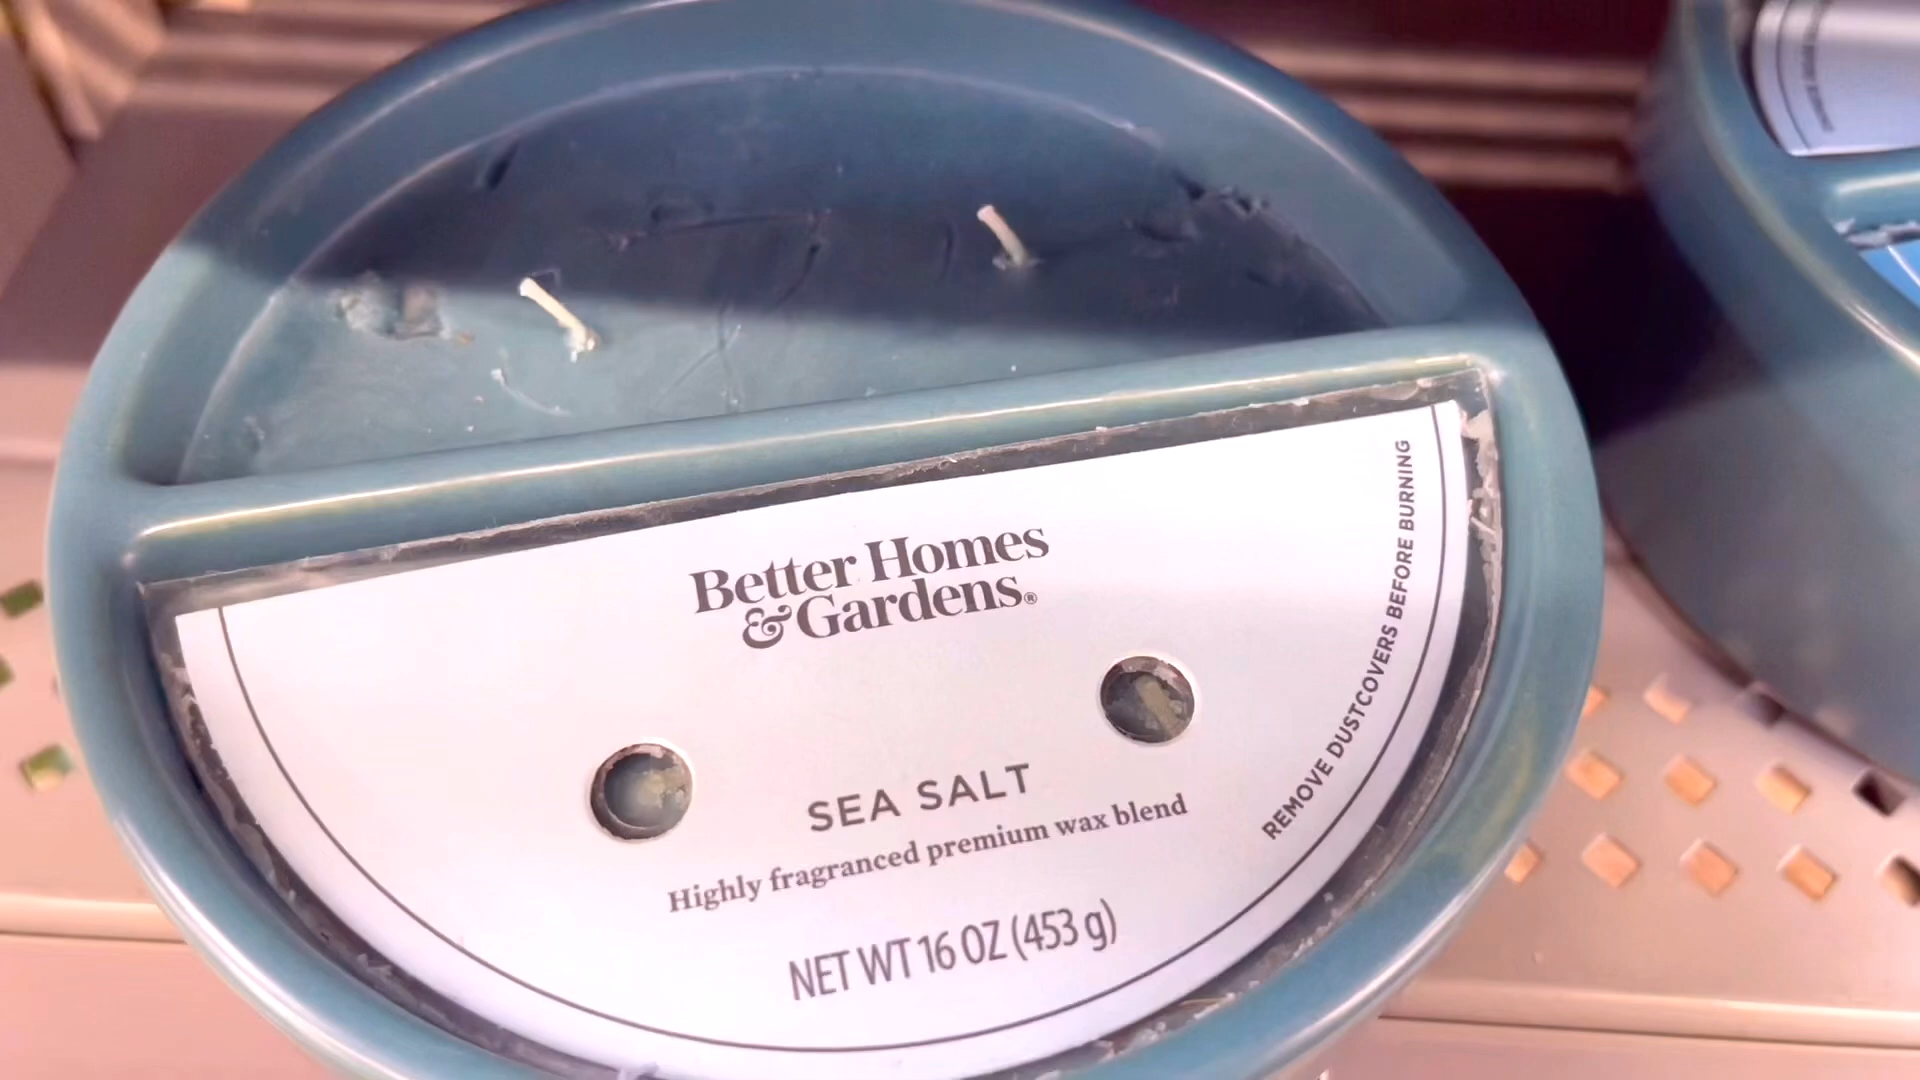 Better Homes
& Gardens®
SEA SALT
Highly fragranced premium wax blend
NET WT 16 OZ (453 g)
REMOVE DUSTCOVERS BEFORE BURNING